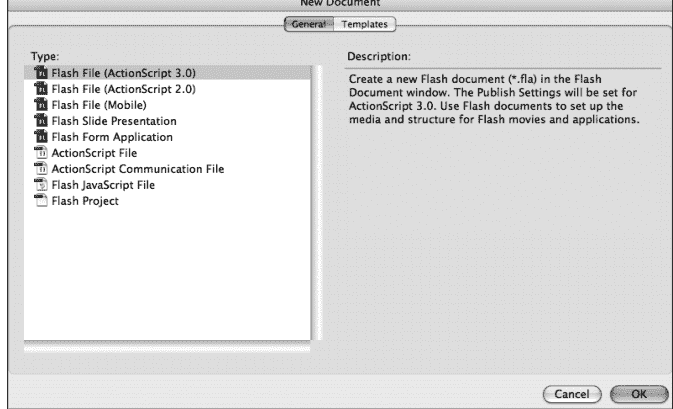 New Document
General Templates
Type:
Flash File (ActionScript 3.0)
Flash File (ActionScript 2.0)
Flash File (Mobile)
Flash Slide Presentation
Flash Form Application
ActionScript File
ActionScript Communication File
Flash JavaScript File
Flash Project
Description:
Create a new Flash document (*.fla) in the Flash
Document window. The Publish Settings will be set for
ActionScript 3.0. Use Flash documents to set up the
media and structure for Flash movies and applications.
Cancel OK